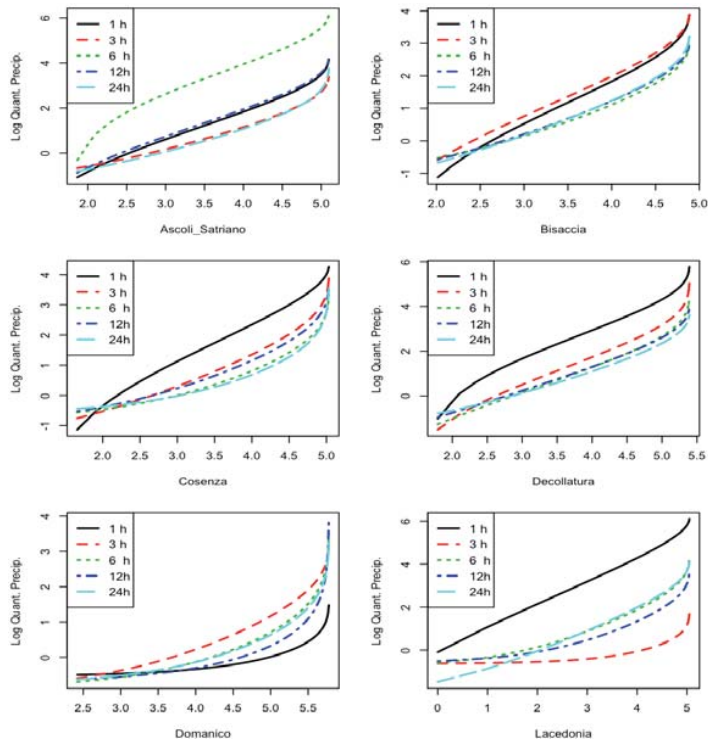 Log Quant. Precip.
6
4
2
0
1 h
3 h
6 h
12h
24h
2.0 2.5 3.0 3.5 4.0 4.5 5.0
Ascoli_Satriano
Log Quant. Precip.
4
3
2
1
0
-1
1 h
3 h
6 h
12h
24h
2.0 2.5 3.0 3.5 4.0 4.5 5.0
Bisaccia
Log Quant. Precip.
4
3
2
1
0
-1
1 h
3 h
6 h
12h
24h
2.0 2.5 3.0 3.5 4.0 4.5 5.0
Cosenza
Log Quant. Precip.
6
4
2
0
1 h
3 h
6 h
12h
24h
2.0 2.5 3.0 3.5 4.0 4.5 5.0 5.5
Decollatura
Log Quant. Precip.
4
3
2
1
0
1 h
3 h
6 h
12h
24h
2.5 3.0 3.5 4.0 4.5 5.0 5.5
Domanico
Log Quant. Precip.
6
4
2
0
1 h
3 h
6 h
12h
24h
0 1 2 3 4 5
Lacedonia